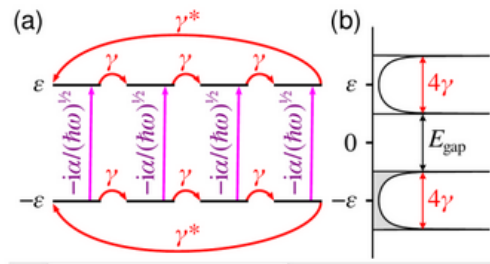 (a)
γ*
γ γ γ
ε
-iα/(ħω)^½ -iα/(ħω)^½ -iα/(ħω)^½ -iα/(ħω)^½
γ γ γ
-ε
γ*
(b)
ε
4γ
0
E_gap
-ε
4γ